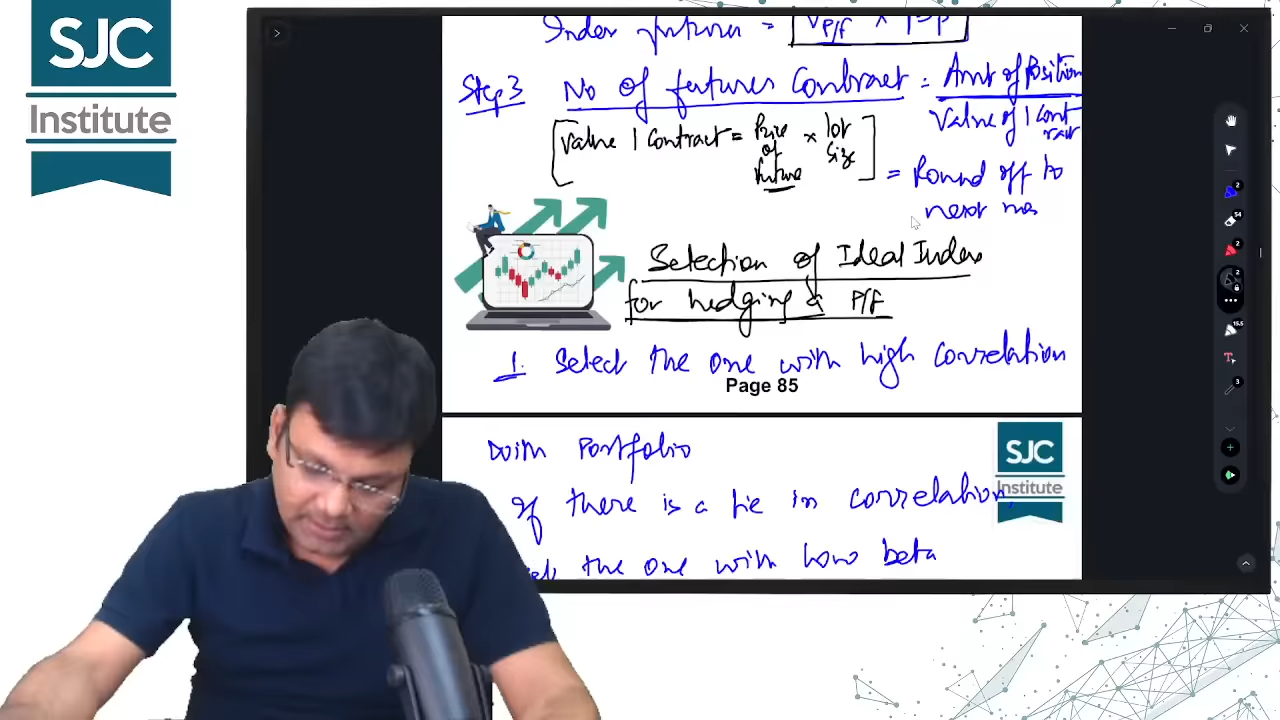 SJC
Institute
Index futures = VP/f ×
Step 3 No of futures Contract = Amt of Position
Value of 1 Cont
ract
[Value 1 Contract = Price of future × lot size]
= Round off to
next
Selection of Ideal Index
for hedging a P/f
1. Select the one with high correlation
Page 85
SJC
Institute
with Portfolio
If there is a tie in correlation,
the one with low beta